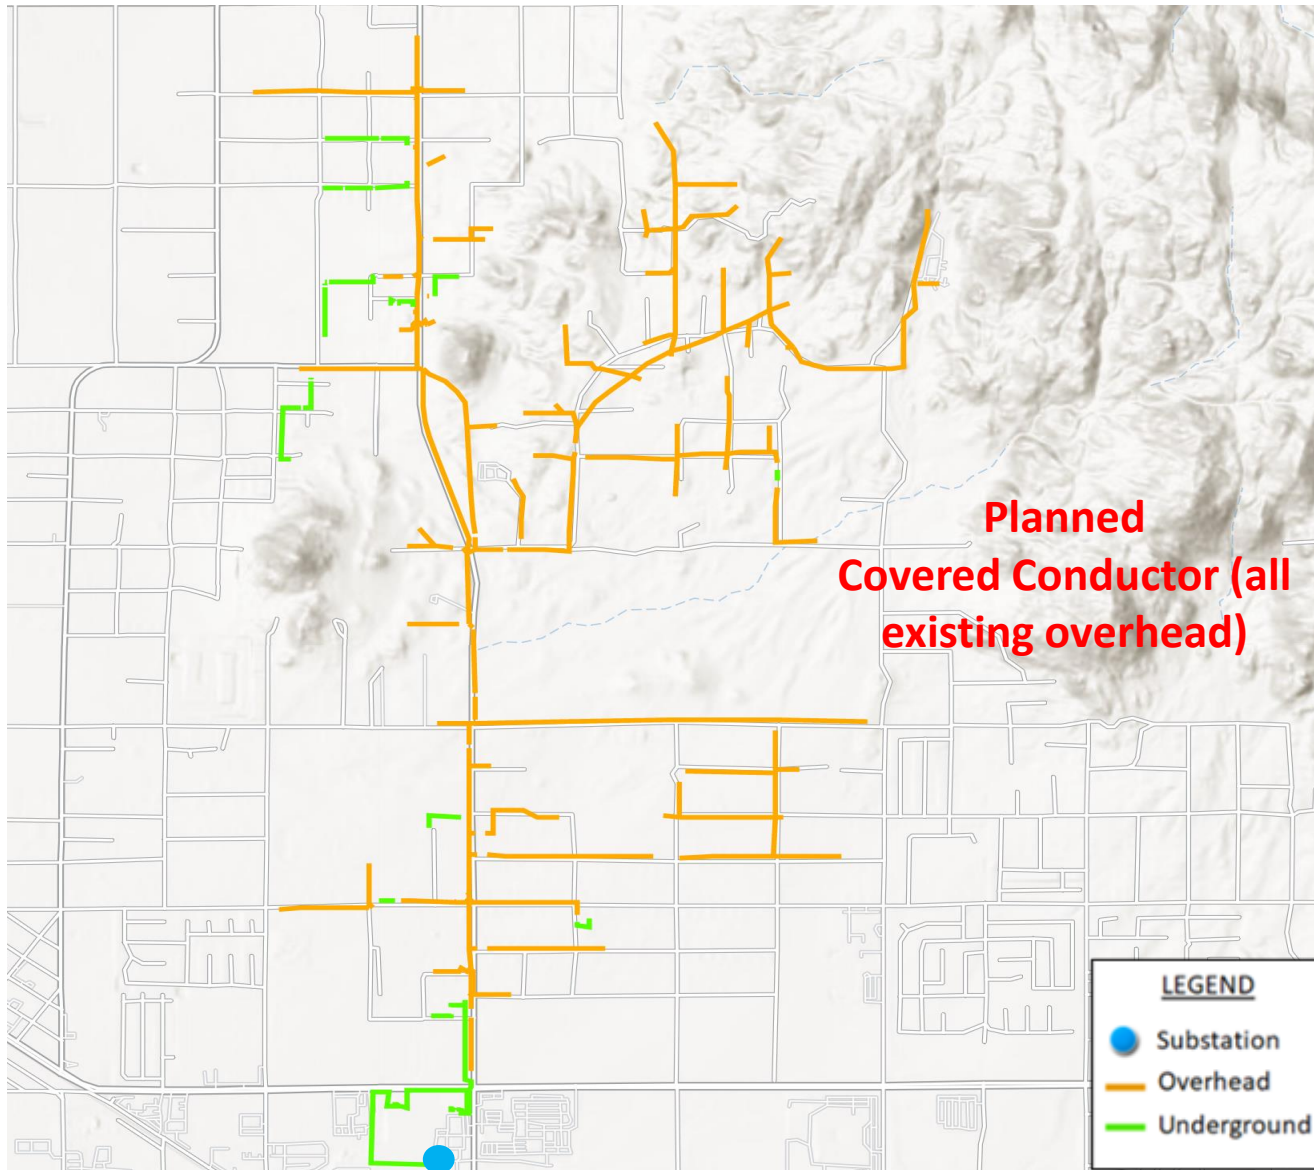 Planned
Covered Conductor (all
existing overhead)
LEGEND
Substation
Overhead
Underground